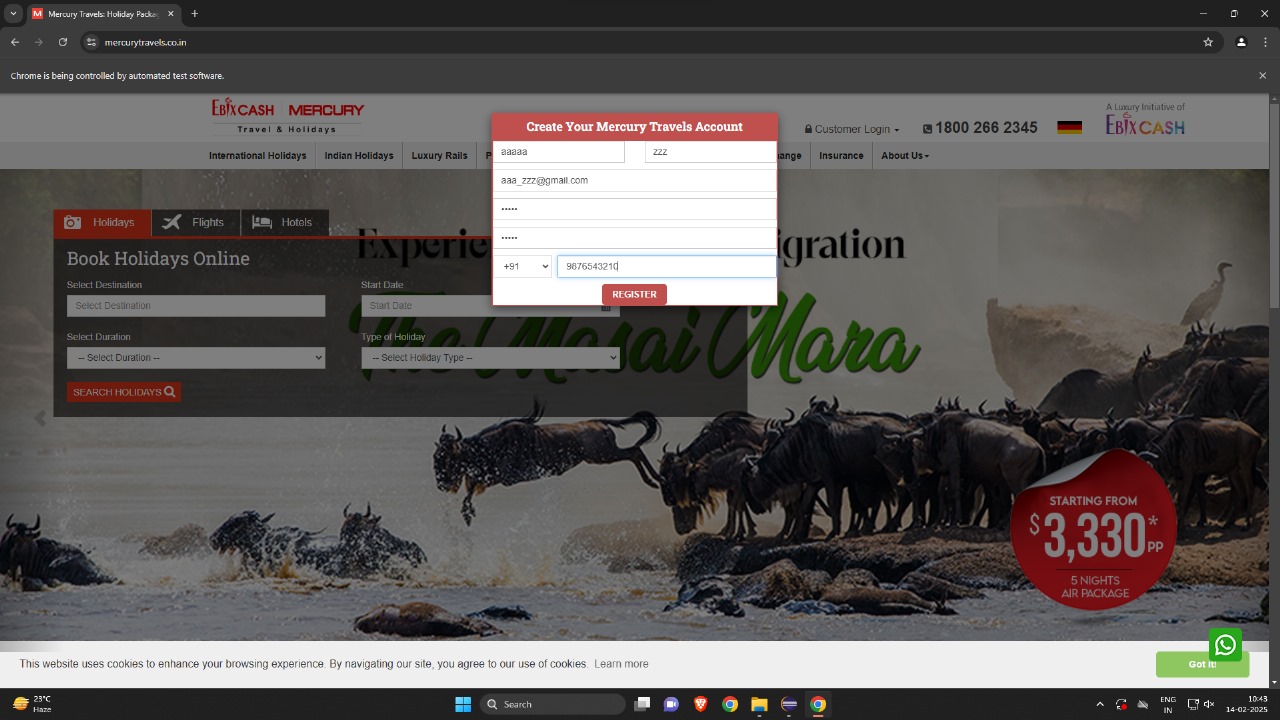 Mercury Travels: Holiday Packag
mercurytravels.co.in
Chrome is being controlled by automated test software.
EBIXCASH MERCURY
Travel & Holidays
Create Your Mercury Travels Account
Customer Login
1800 266 2345
A Luxury Initiative of
EBIXCASH
International Holidays
Indian Holidays
Luxury Rails
P
ange
Insurance
About Us
aaaaa
zzz
aaa_zzz@gmail.com
•••••
•••••
+91
9876543210
REGISTER
Holidays
Flights
Hotels
Experie
igration
The Masai Mara
Book Holidays Online
Select Destination
Start Date
Select Destination
Start Date
Select Duration
Type of Holiday
-- Select Duration --
-- Select Holiday Type --
SEARCH HOLIDAYS
STARTING FROM
$3,330*
PP
5 NIGHTS
AIR PACKAGE
This website uses cookies to enhance your browsing experience. By navigating our site, you agree to our use of cookies. Learn more
Got it!
23°C
Haze
Search
ENG
IN
10:43
14-02-2025